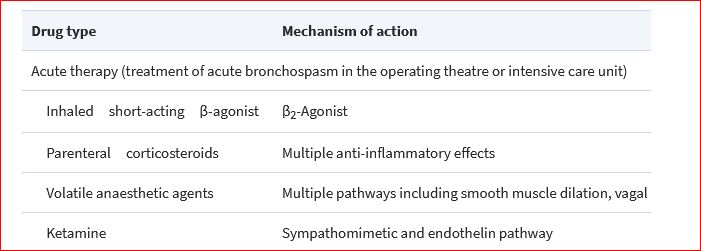 Drug type Mechanism of action
Acute therapy (treatment of acute bronchospasm in the operating theatre or intensive care unit)
Inhaled short-acting β-agonist β₂-Agonist
Parenteral corticosteroids Multiple anti-inflammatory effects
Volatile anaesthetic agents Multiple pathways including smooth muscle dilation, vagal
Ketamine Sympathomimetic and endothelin pathway